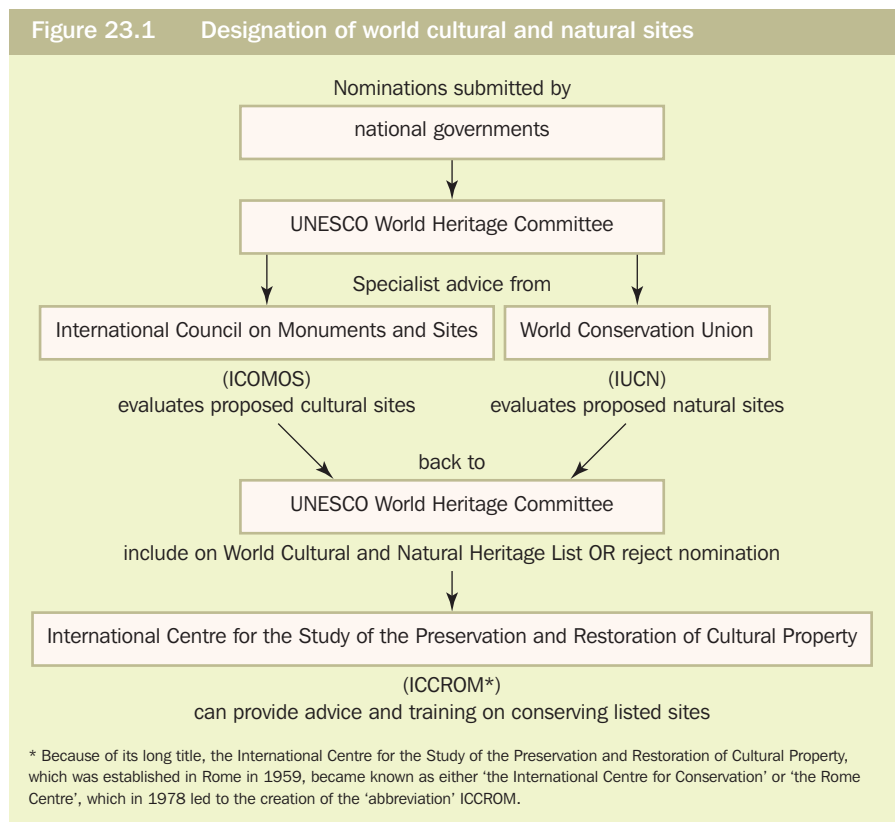 Figure 23.1 Designation of world cultural and natural sites
Nominations submitted by
national governments
UNESCO World Heritage Committee
Specialist advice from
International Council on Monuments and Sites
World Conservation Union
(ICOMOS)
evaluates proposed cultural sites
(IUCN)
evaluates proposed natural sites
back to
UNESCO World Heritage Committee
include on World Cultural and Natural Heritage List OR reject nomination
International Centre for the Study of the Preservation and Restoration of Cultural Property
(ICCROM*)
can provide advice and training on conserving listed sites
* Because of its long title, the International Centre for the Study of the Preservation and Restoration of Cultural Property,
which was established in Rome in 1959, became known as either ‘the International Centre for Conservation’ or ‘the Rome
Centre’, which in 1978 led to the creation of the ‘abbreviation’ ICCROM.